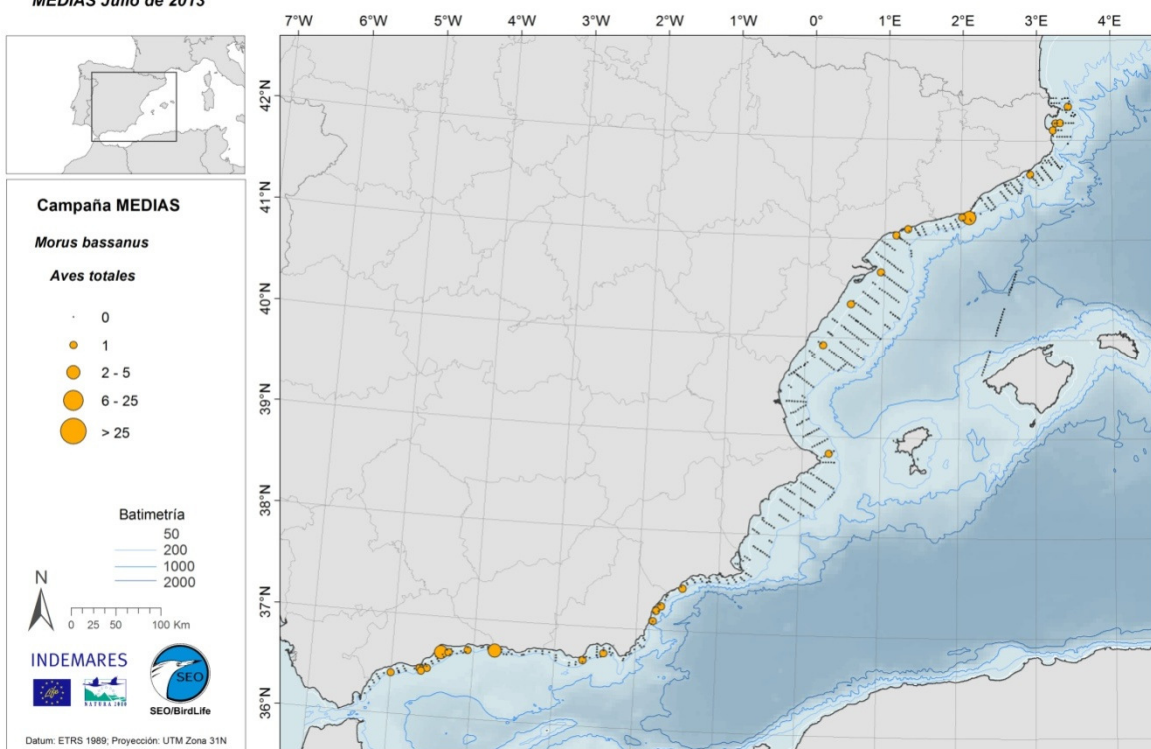 MEDIAS Julio de 2013
7°W 6°W 5°W 4°W 3°W 2°W 1°W 0° 1°E 2°E 3°E 4°E
42°N
41°N
40°N
39°N
38°N
37°N
36°N
Campaña MEDIAS
Morus bassanus
Aves totales
0
1
2 - 5
6 - 25
> 25
Batimetría
50
200
1000
2000
N
0 25 50 100 Km
INDEMARES
SEO
NATURA 2000
SEO/BirdLife
Datum: ETRS 1989; Proyección: UTM Zona 31N